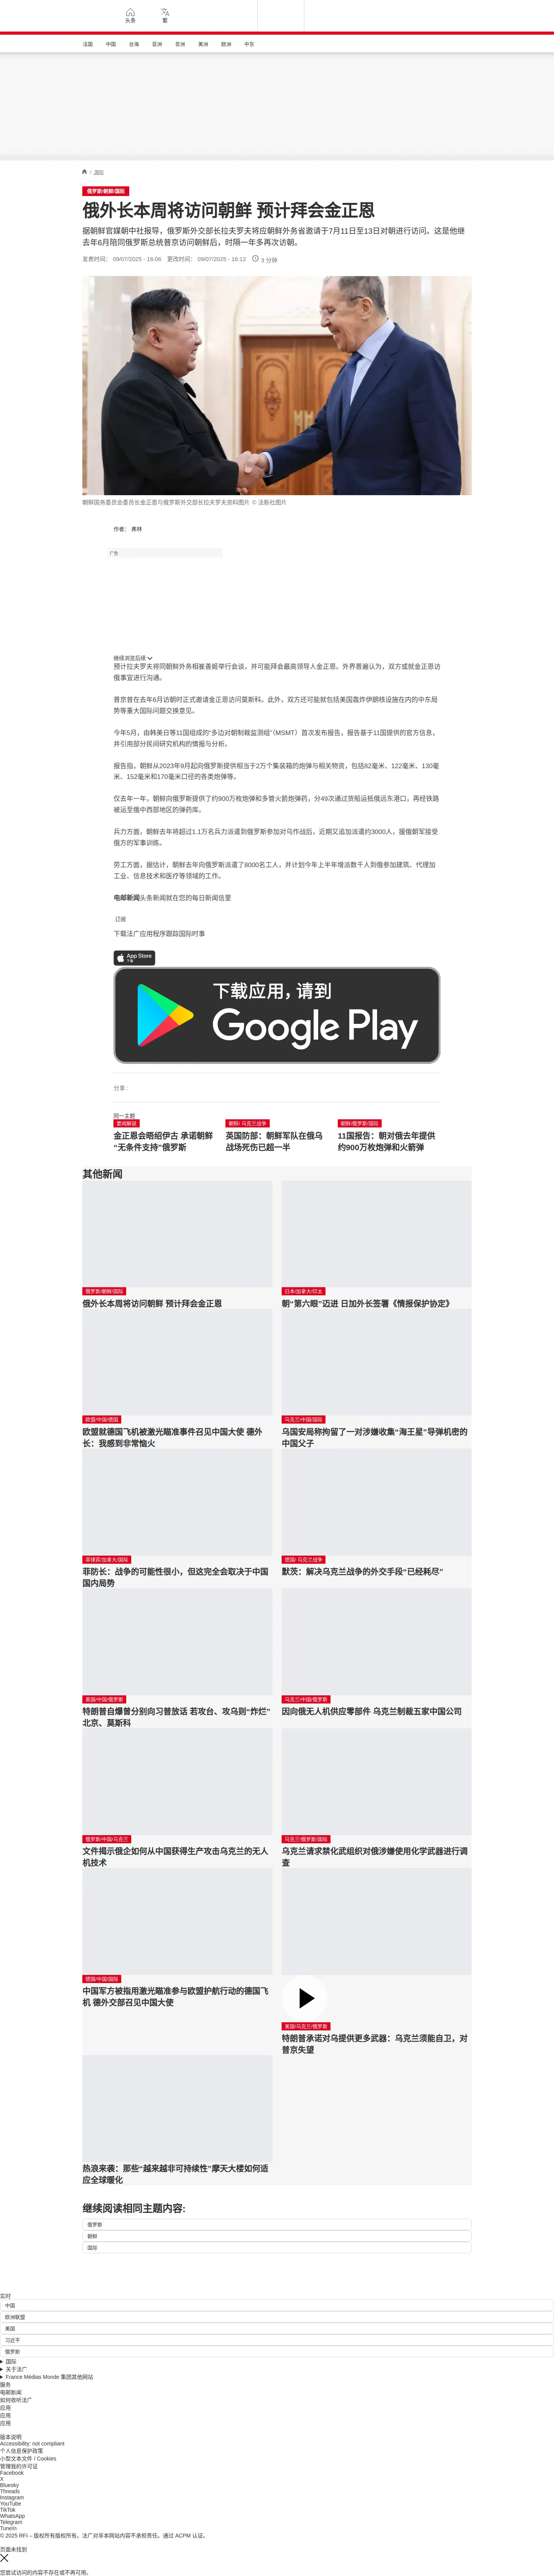 头条
繁
法国
中国
台海
亚洲
非洲
美洲
欧洲
中东
/ 国际
俄罗斯/朝鲜/国际
俄外长本周将访问朝鲜 预计拜会金正恩
据朝鲜官媒朝中社报导，俄罗斯外交部长拉夫罗夫将应朝鲜外务省邀请于7月11日至13日对朝进行访问。这是他继
去年6月陪同俄罗斯总统普京访问朝鲜后，时隔一年多再次访朝。
发表时间： 09/07/2025 - 16:06 更改时间： 09/07/2025 - 16:12 3 分钟
朝鲜国务委员会委员长金正恩与俄罗斯外交部长拉夫罗夫资料图片 © 法新社图片
作者： 弗林
广告
继续浏览后续
预计拉夫罗夫将同朝鲜外务相崔善姬举行会谈，并可能拜会最高领导人金正恩。外界普遍认为，双方或就金正恩访
俄事宜进行沟通。
普京曾在去年6月访朝时正式邀请金正恩访问莫斯科。此外，双方还可能就包括美国轰炸伊朗核设施在内的中东局
势等重大国际问题交换意见。
今年5月，由韩美日等11国组成的“多边对朝制裁监测组”（MSMT）首次发布报告，报告基于11国提供的官方信息，
并引用部分民间研究机构的情报与分析。
报告指，朝鲜从2023年9月起向俄罗斯提供相当于2万个集装箱的炮弹与相关物资，包括82毫米、122毫米、130毫
米、152毫米和170毫米口径的各类炮弹等。
仅去年一年，朝鲜向俄罗斯提供了约900万枚炮弹和多管火箭炮弹药，分49次通过货船运抵俄远东港口，再经铁路
被运至俄中西部地区的弹药库。
兵力方面，朝鲜去年将超过1.1万名兵力派遣到俄罗斯参加对乌作战后，近期又追加派遣约3000人，援俄朝军接受
俄方的军事训练。
劳工方面，据估计，朝鲜去年向俄罗斯派遣了8000名工人，并计划今年上半年增派数千人到俄参加建筑、代理加
工业、信息技术和医疗等领域的工作。
电邮新闻头条新闻就在您的每日新闻信里
订阅
下载法广应用程序跟踪国际时事
App Store
下载
下载应用，请到
Google Play
分享 :
同一主题
要闻解说
金正恩会晤绍伊古 承诺朝鲜
“无条件支持”俄罗斯
朝鲜/ 乌克兰战争
英国防部：朝鲜军队在俄乌
战场死伤已超一半
朝鲜/俄罗斯/国际
11国报告：朝对俄去年提供
约900万枚炮弹和火箭弹
其他新闻
俄罗斯/朝鲜/国际
俄外长本周将访问朝鲜 预计拜会金正恩
日本/加拿大/印太
朝“第六眼”迈进 日加外长签署《情报保护协定》
欧盟/中国/德国
欧盟就德国飞机被激光瞄准事件召见中国大使 德外
长：我感到非常恼火
乌克兰/中国/国际
乌国安局称拘留了一对涉嫌收集“海王星”导弹机密的
中国父子
菲律宾/加拿大/国际
菲防长：战争的可能性很小，但这完全会取决于中国
国内局势
德国/ 乌克兰战争
默茨：解决乌克兰战争的外交手段“已经耗尽”
美国/中国/俄罗斯
特朗普自爆曾分别向习普放话 若攻台、攻乌则“炸烂”
北京、莫斯科
乌克兰/中国/俄罗斯
因向俄无人机供应零部件 乌克兰制裁五家中国公司
俄罗斯/中国/乌克兰
文件揭示俄企如何从中国获得生产攻击乌克兰的无人
机技术
乌克兰/俄罗斯/国际
乌克兰请求禁化武组织对俄涉嫌使用化学武器进行调
查
德国/中国/国际
中国军方被指用激光瞄准参与欧盟护航行动的德国飞
机 德外交部召见中国大使
美国/乌克兰/俄罗斯
特朗普承诺对乌提供更多武器：乌克兰须能自卫，对
普京失望
热浪来袭：那些“越来越非可持续性”摩天大楼如何适
应全球暖化
继续阅读相同主题内容:
俄罗斯
朝鲜
国际
实时
中国
欧洲联盟
美国
习近平
俄罗斯
国际
关于法广
France Médias Monde 集团其他网站
服务
电邮新闻
如何收听法广
应用
应用
应用
版本说明
Accessibility: not compliant
个人信息保护政策
小型文本文件 / Cookies
管理我的许可证
Facebook
X
Bluesky
Threads
Instagram
YouTube
TikTok
WhatsApp
Telegram
TuneIn
© 2025 RFI – 版权所有版权所有。法广对非本网站内容不承担责任。通过 ACPM 认证。
页面未找到
您尝试访问的内容不存在或不再可用。